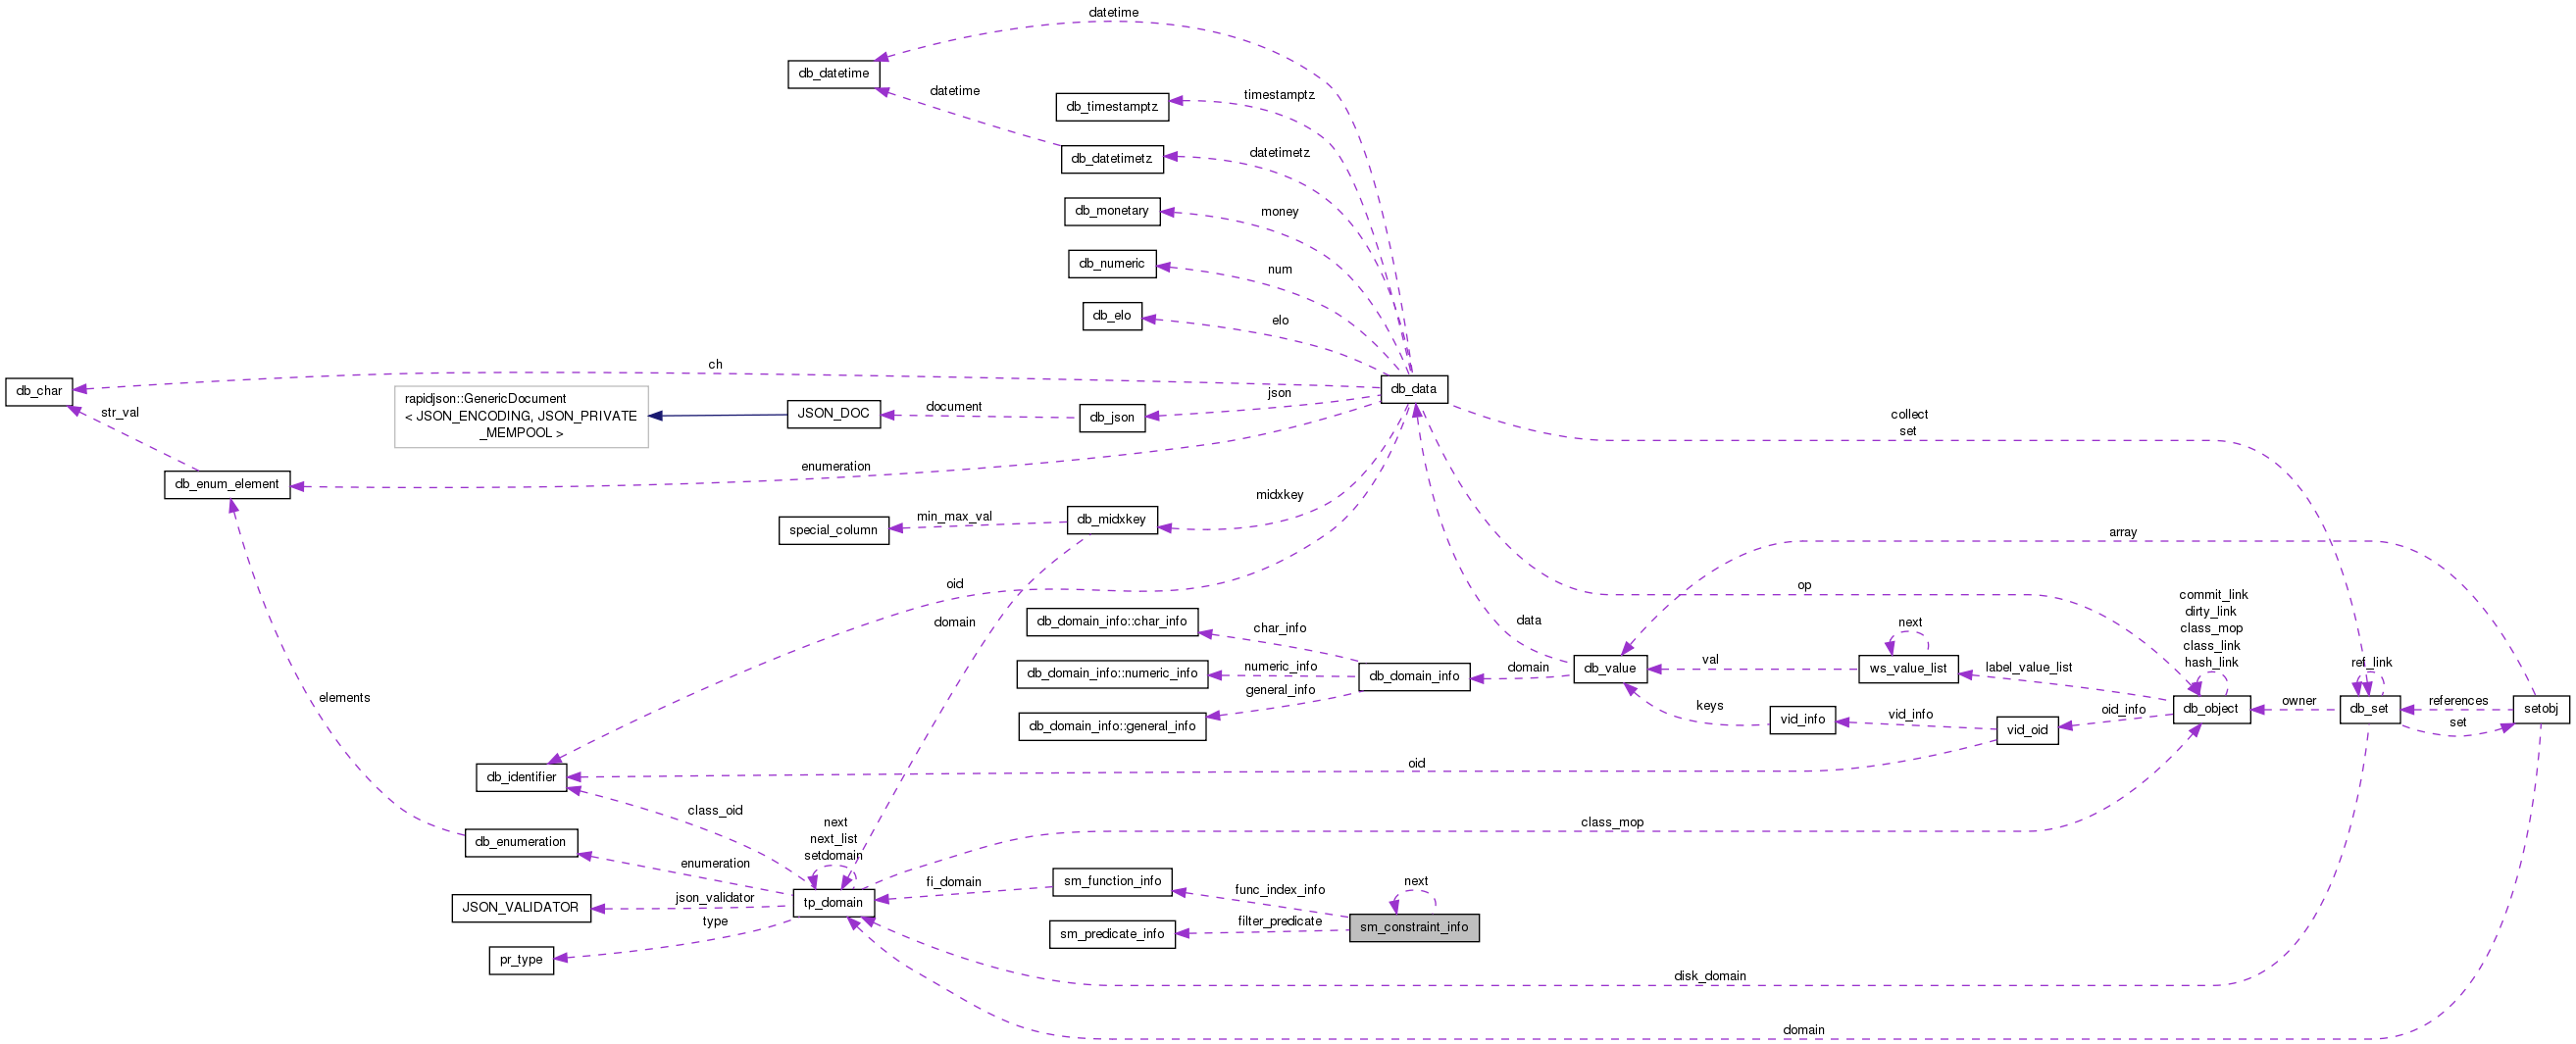 datetime
db_datetime
datetime
timestamptz
db_timestamptz
datetimetz
db_datetimetz
money
db_monetary
num
db_numeric
elo
db_elo
ch
db_char
str_val
rapidjson::GenericDocument
< JSON_ENCODING, JSON_PRIVATE
_MEMPOOL >
JSON_DOC
document
db_json
json
db_data
collect
set
enumeration
db_enum_element
midxkey
special_column
min_max_val
db_midxkey
array
oid
op
domain
db_domain_info::char_info
char_info
data
commit_link
dirty_link
class_mop
class_link
hash_link
next
db_domain_info::numeric_info
numeric_info
general_info
db_domain_info
domain
db_value
val
ws_value_list
label_value_list
ref_link
db_domain_info::general_info
elements
keys
vid_info
vid_info
vid_oid
oid_info
db_object
owner
db_set
references
set
setobj
db_identifier
oid
class_oid
next
next_list
setdomain
class_mop
db_enumeration
enumeration
JSON_VALIDATOR
json_validator
type
tp_domain
fi_domain
sm_function_info
func_index_info
next
filter_predicate
sm_predicate_info
sm_constraint_info
pr_type
disk_domain
domain